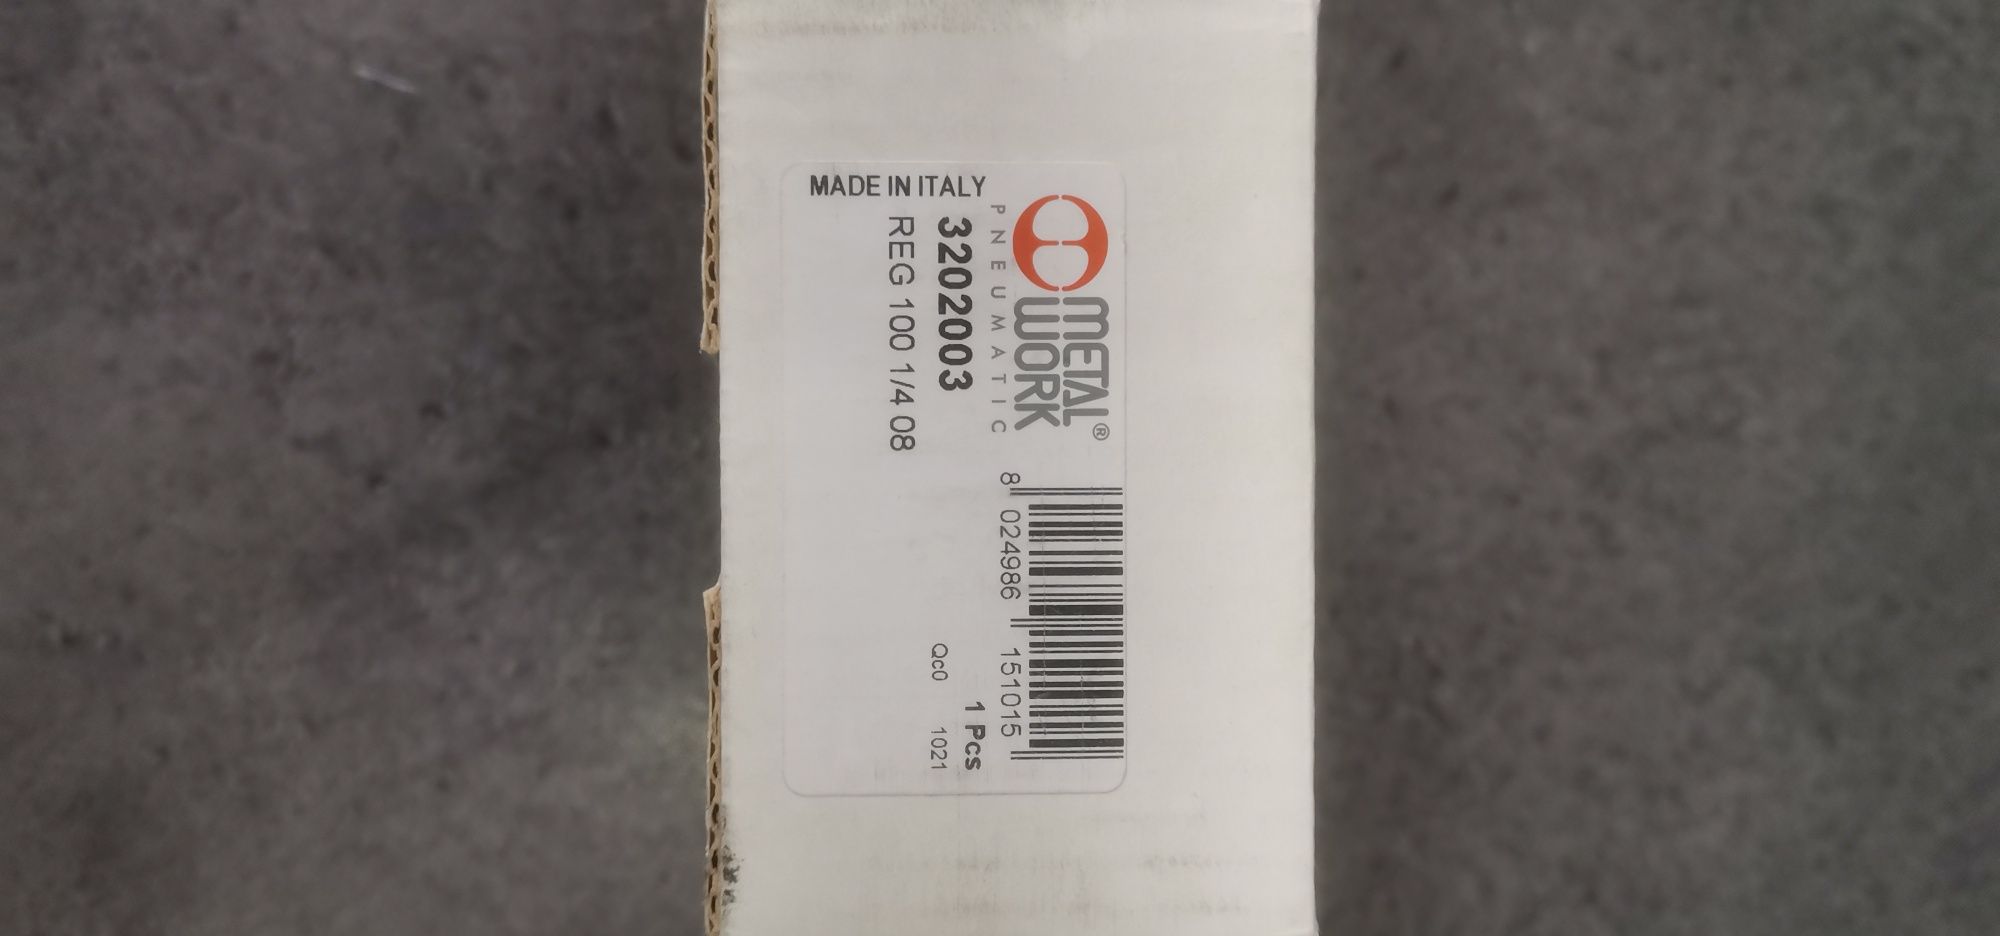 METAL®
WORK
PNEUMATIC
3202003
REG 100 1/4 08
MADE IN ITALY
8 024986 151015
1 Pcs
Qc0 1021